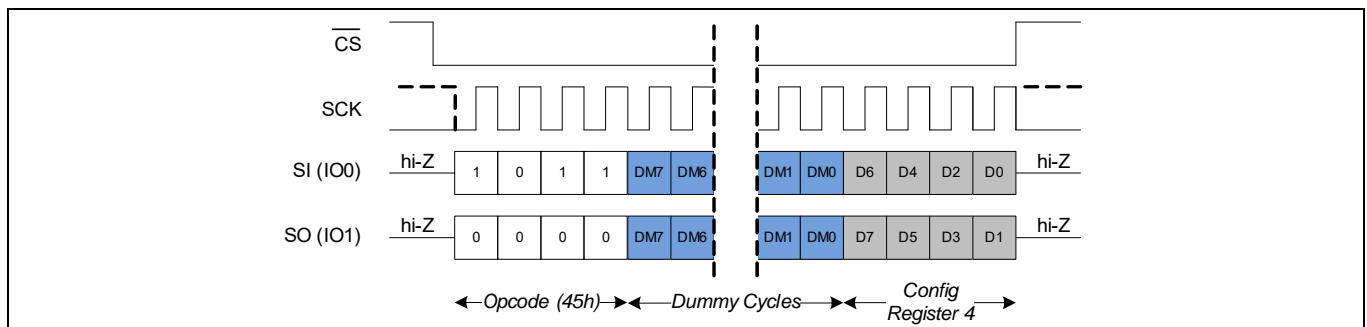 CS
SCK
SI (IO0) hi-Z 1 0 1 1 DM7 DM6 DM1 DM0 D6 D4 D2 D0 hi-Z
SO (IO1) hi-Z 0 0 0 0 DM7 DM6 DM1 DM0 D7 D5 D3 D1 hi-Z
Opcode (45h) Dummy Cycles Config
Register 4